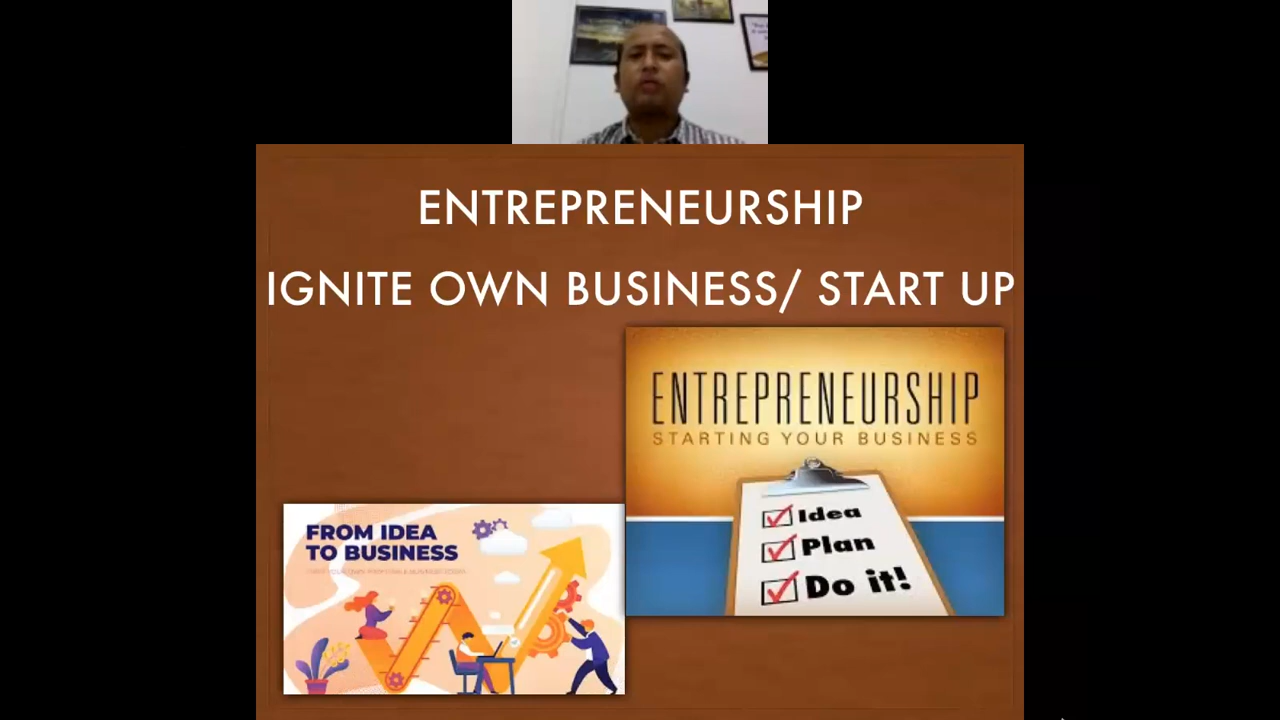 ENTREPRENEURSHIP
IGNITE OWN BUSINESS/ START UP
ENTREPRENEURSHIP
STARTING YOUR BUSINESS
Idea
Plan
Do it!
FROM IDEA
TO BUSINESS